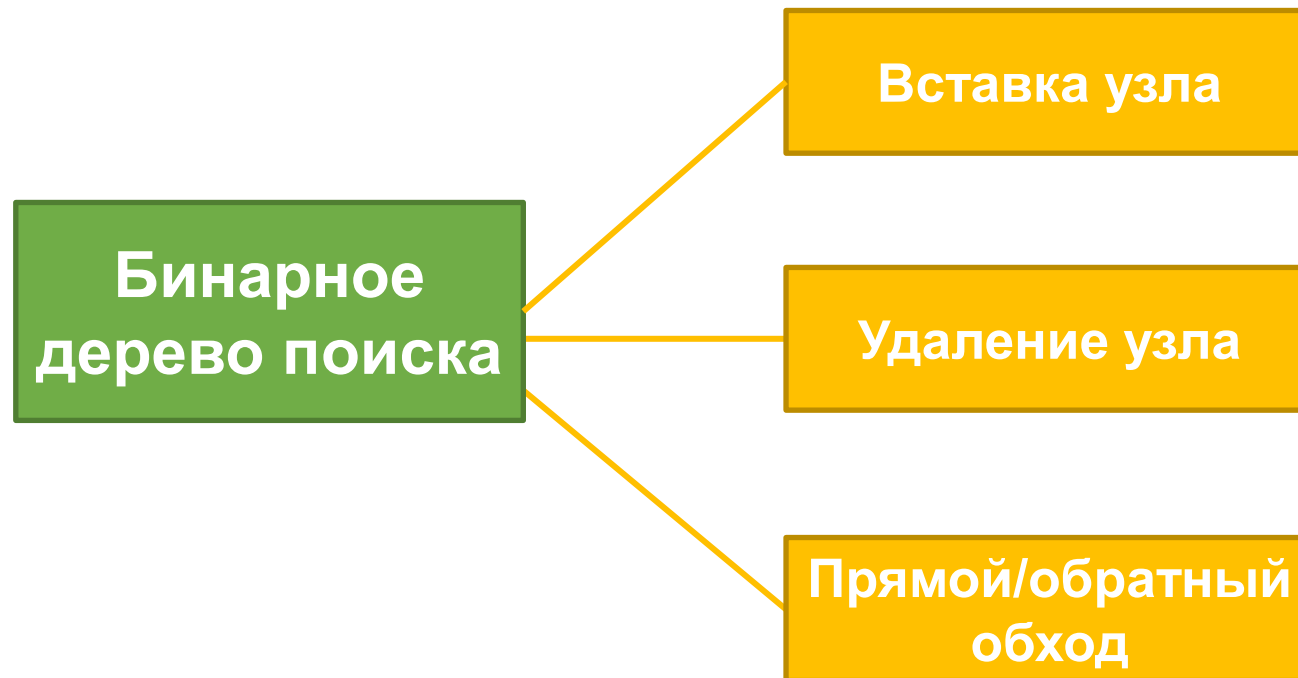 Вставка узла
Бинарное
дерево поиска
Удаление узла
Прямой/обратный
обход